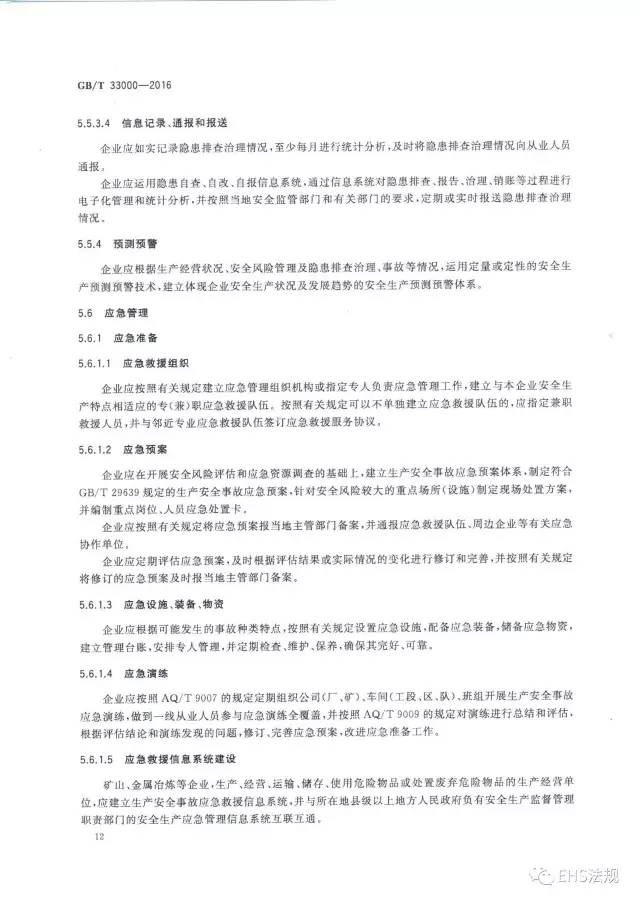 GB/T 33000—2016
5.5.3.4 信息记录、通报和报送
企业应如实记录隐患排查治理情况,至少每月进行统计分析,及时将隐患排查治理情况向从业人员
通报。
企业应运用隐患自查、自改、自报信息系统,通过信息系统对隐患排查、报告、治理、销账等过程进行
电子化管理和统计分析,并按照当地安全监管部门和有关部门的要求,定期或实时报送隐患排查治理
情况。
5.5.4 预测预警
企业应根据生产经营状况、安全风险管理及隐患排查治理、事故等情况,运用定量或定性的安全生
产预测预警技术,建立体现企业安全生产状况及发展趋势的安全生产预测预警体系。
5.6 应急管理
5.6.1 应急准备
5.6.1.1 应急救援组织
企业应按照有关规定建立应急管理组织机构或指定专人负责应急管理工作,建立与本企业安全生
产特点相适应的专(兼)职应急救援队伍。按照有关规定可以不单独建立应急救援队伍的,应指定兼职
救援人员,并与邻近专业应急救援队伍签订应急救援服务协议。
5.6.1.2 应急预案
企业应在开展安全风险评估和应急资源调查的基础上,建立生产安全事故应急预案体系,制定符合
GB/T 29639 规定的生产安全事故应急预案,针对安全风险较大的重点场所(设施)制定现场处置方案,
并编制重点岗位、人员应急处置卡。
企业应按照有关规定将应急预案报当地主管部门备案,并通报应急救援队伍、周边企业等有关应急
协作单位。
企业应定期评估应急预案,及时根据评估结果或实际情况的变化进行修订和完善,并按照有关规定
将修订的应急预案及时报当地主管部门备案。
5.6.1.3 应急设施、装备、物资
企业应根据可能发生的事故种类特点,按照有关规定设置应急设施,配备应急装备,储备应急物资,
建立管理台账,安排专人管理,并定期检查、维护、保养,确保其完好、可靠。
5.6.1.4 应急演练
企业应按照 AQ/T 9007 的规定定期组织公司(厂、矿)、车间(工段、区、队)、班组开展生产安全事故
应急演练,做到一线从业人员参与应急演练全覆盖,并按照 AQ/T 9009 的规定对演练进行总结和评估,
根据评估结论和演练发现的问题,修订、完善应急预案,改进应急准备工作。
5.6.1.5 应急救援信息系统建设
矿山、金属冶炼等企业,生产、经营、运输、储存、使用危险物品或处置废弃危险物品的生产经营单
位,应建立生产安全事故应急救援信息系统,并与所在地县级以上地方人民政府负有安全生产监督管理
职责部门的安全生产应急管理信息系统互联互通。
12
EHS法规